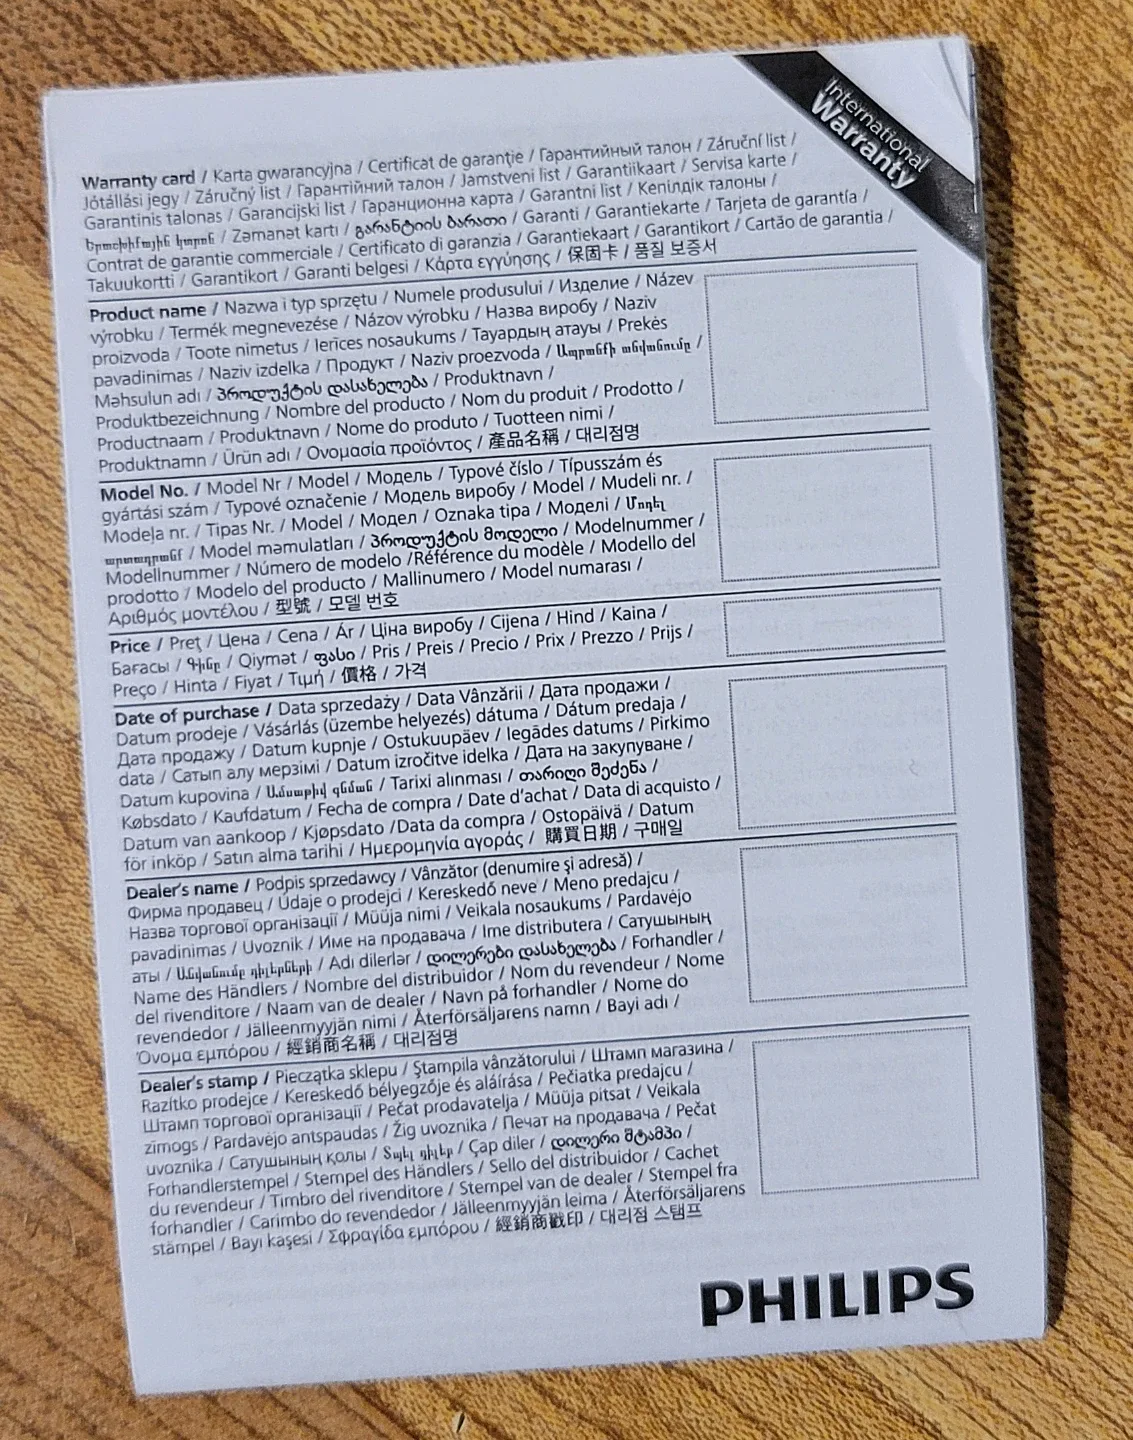 International
Warranty
Warranty card / Karta gwarancyjna / Certificat de garanţie / Гарантийный талон / Záruční list /
Jótállási jegy / Záručný list / Гарантійний талон / Jamstveni list / Garantiikaart / Servisa karte /
Garantinis talonas / Garancijski list / Гаранционна карта / Garantni list / Кепілдік талоны /
Երաշխիքային կարոն / Zəmanət kartı / გარანტიის ბარათი / Garanti / Garantiekarte / Tarjeta de garantía /
Contrat de garantie commerciale / Certificato di garanzia / Garantiekaart / Garantikort / Cartão de garantia /
Takuukortti / Garantikort / Garanti belgesi / Κάρτα εγγύησης / 保固卡 / 품질 보증서
Product name / Nazwa i typ sprzętu / Numele produsului / Изделие / Název
výrobku / Termék megnevezése / Názov výrobku / Назва виробу / Naziv
proizvoda / Toote nimetus / Ierīces nosaukums / Тауардың атауы / Prekės
pavadinimas / Naziv izdelka / Продукт / Naziv proezvoda / Ապրանքի անվանումը /
Məhsulun adı / პროდუქტის დასახელება / Produktnavn /
Produktbezeichnung / Nombre del producto / Nom du produit / Prodotto /
Productnaam / Produktnavn / Nome do produto / Tuotteen nimi /
Produktnamn / Ürün adı / Ονομασία προϊόντος / 產品名稱 / 대리점명
Model No. / Model Nr / Model / Модель / Typové číslo / Típusszám és
gyártási szám / Typové označenie / Модель виробу / Model / Mudeli nr. /
Modeļa nr. / Tipas Nr. / Model / Модел / Oznaka tipa / Моделі / Մոդել
արտադրանք / Model məmulatları / პროდუქტის მოდელი / Modelnummer /
Modellnummer / Número de modelo /Référence du modèle / Modello del
prodotto / Modelo del producto / Mallinumero / Model numarası /
Αριθμός μοντέλου / 型號 / 모델 번호
Price / Preţ / Цена / Cena / Ár / Ціна виробу / Cijena / Hind / Kaina /
Бағасы / Գինը / Qiymət / ფასი / Pris / Preis / Precio / Prix / Prezzo / Prijs /
Preço / Hinta / Fiyat / Τιμή / 價格 / 가격
Date of purchase / Data sprzedaży / Data Vânzării / Дата продажи /
Datum prodeje / Vásárlás (üzembe helyezés) dátuma / Dátum predaja /
Дата продажу / Datum kupnje / Ostukuupäev / Iegādes datums / Pirkimo
data / Сатып алу мерзімі / Datum izročitve idelka / Дата на закупуване /
Datum kupovina / Ամսաթիվ գնման / Tarixi alınması / თარიღი შეძენა /
Købsdato / Kaufdatum / Fecha de compra / Date d'achat / Data di acquisto /
Datum van aankoop / Kjøpsdato /Data da compra / Ostopäivä / Datum
för inköp / Satın alma tarihi / Ημερομηνία αγοράς / 購買日期 / 구매일
Dealer's name / Podpis sprzedawcy / Vânzător (denumire şi adresă) /
Фирма продавец / Údaje o prodejci / Kereskedő neve / Meno predajcu /
Назва торгової організації / Müüja nimi / Veikala nosaukums / Pardavėjo
pavadinimas / Uvoznik / Име на продавача / Ime distributera / Сатушының
аты / Անվանումը դիլերների / Adı dilerlər / დილერები დასახელება / Forhandler /
Name des Händlers / Nombre del distribuidor / Nom du revendeur / Nome
del rivenditore / Naam van de dealer / Navn på forhandler / Nome do
revendedor / Jälleenmyyjän nimi / Återförsäljarens namn / Bayi adı /
Όνομα εμπόρου / 經銷商名稱 / 대리점명
Dealer's stamp / Pieczątka sklepu / Ştampila vânzătorului / Штамп магазина /
Razítko prodejce / Kereskedő bélyegzője és aláírása / Pečiatka predajcu /
Штамп торгової організації / Pečat prodavatelja / Müüja pitsat / Veikala
zīmogs / Pardavėjo antspaudas / Žig uvoznika / Печат на продавача / Pečat
uvoznika / Сатушының қолы / Տպել դիլեր / Çap diler / დილერი შტამპი /
Forhandlerstempel / Stempel des Händlers / Sello del distribuidor / Cachet
du revendeur / Timbro del rivenditore / Stempel van de dealer / Stempel fra
forhandler / Carimbo do revendedor / Jälleenmyyjän leima / Återförsäljarens
stämpel / Bayi kaşesi / Σφραγίδα εμπόρου / 經銷商戳印 / 대리점 스탬프
PHILIPS